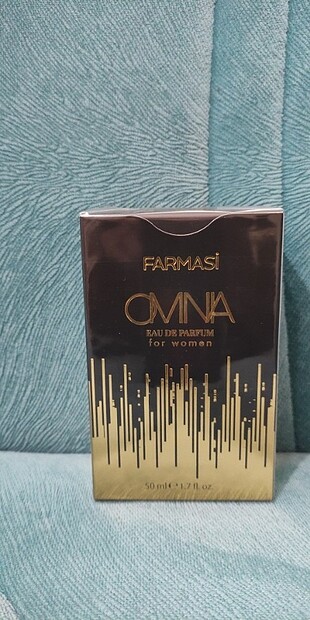 FARMASİ
OMNIA
EAU DE PARFUM
for women
50 ml e 1.7 fl. oz.